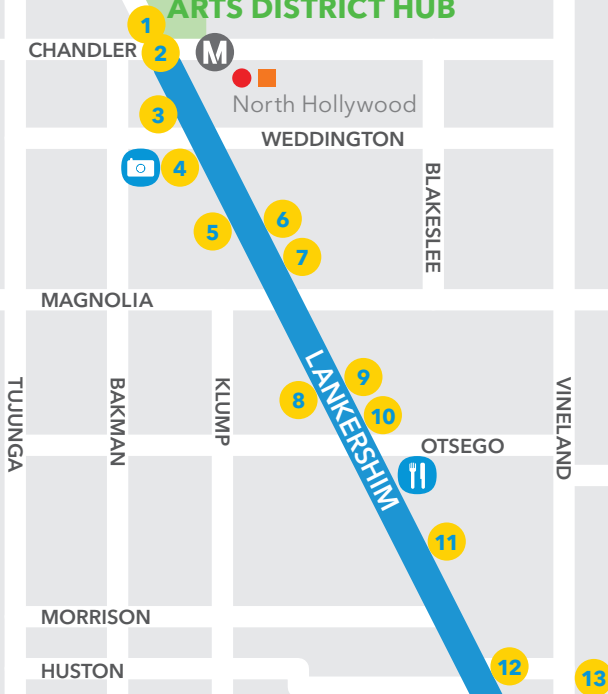 ARTS DISTRICT HUB
1
CHANDLER
2
M
North Hollywood
3
WEDDINGTON
4
BLAKESLEE
5
6
7
MAGNOLIA
TUJUNGA
BAKMAN
KLUMP
8
LANKERSHIM
9
10
VINELAND
OTSEGO
11
MORRISON
HUSTON
12
13